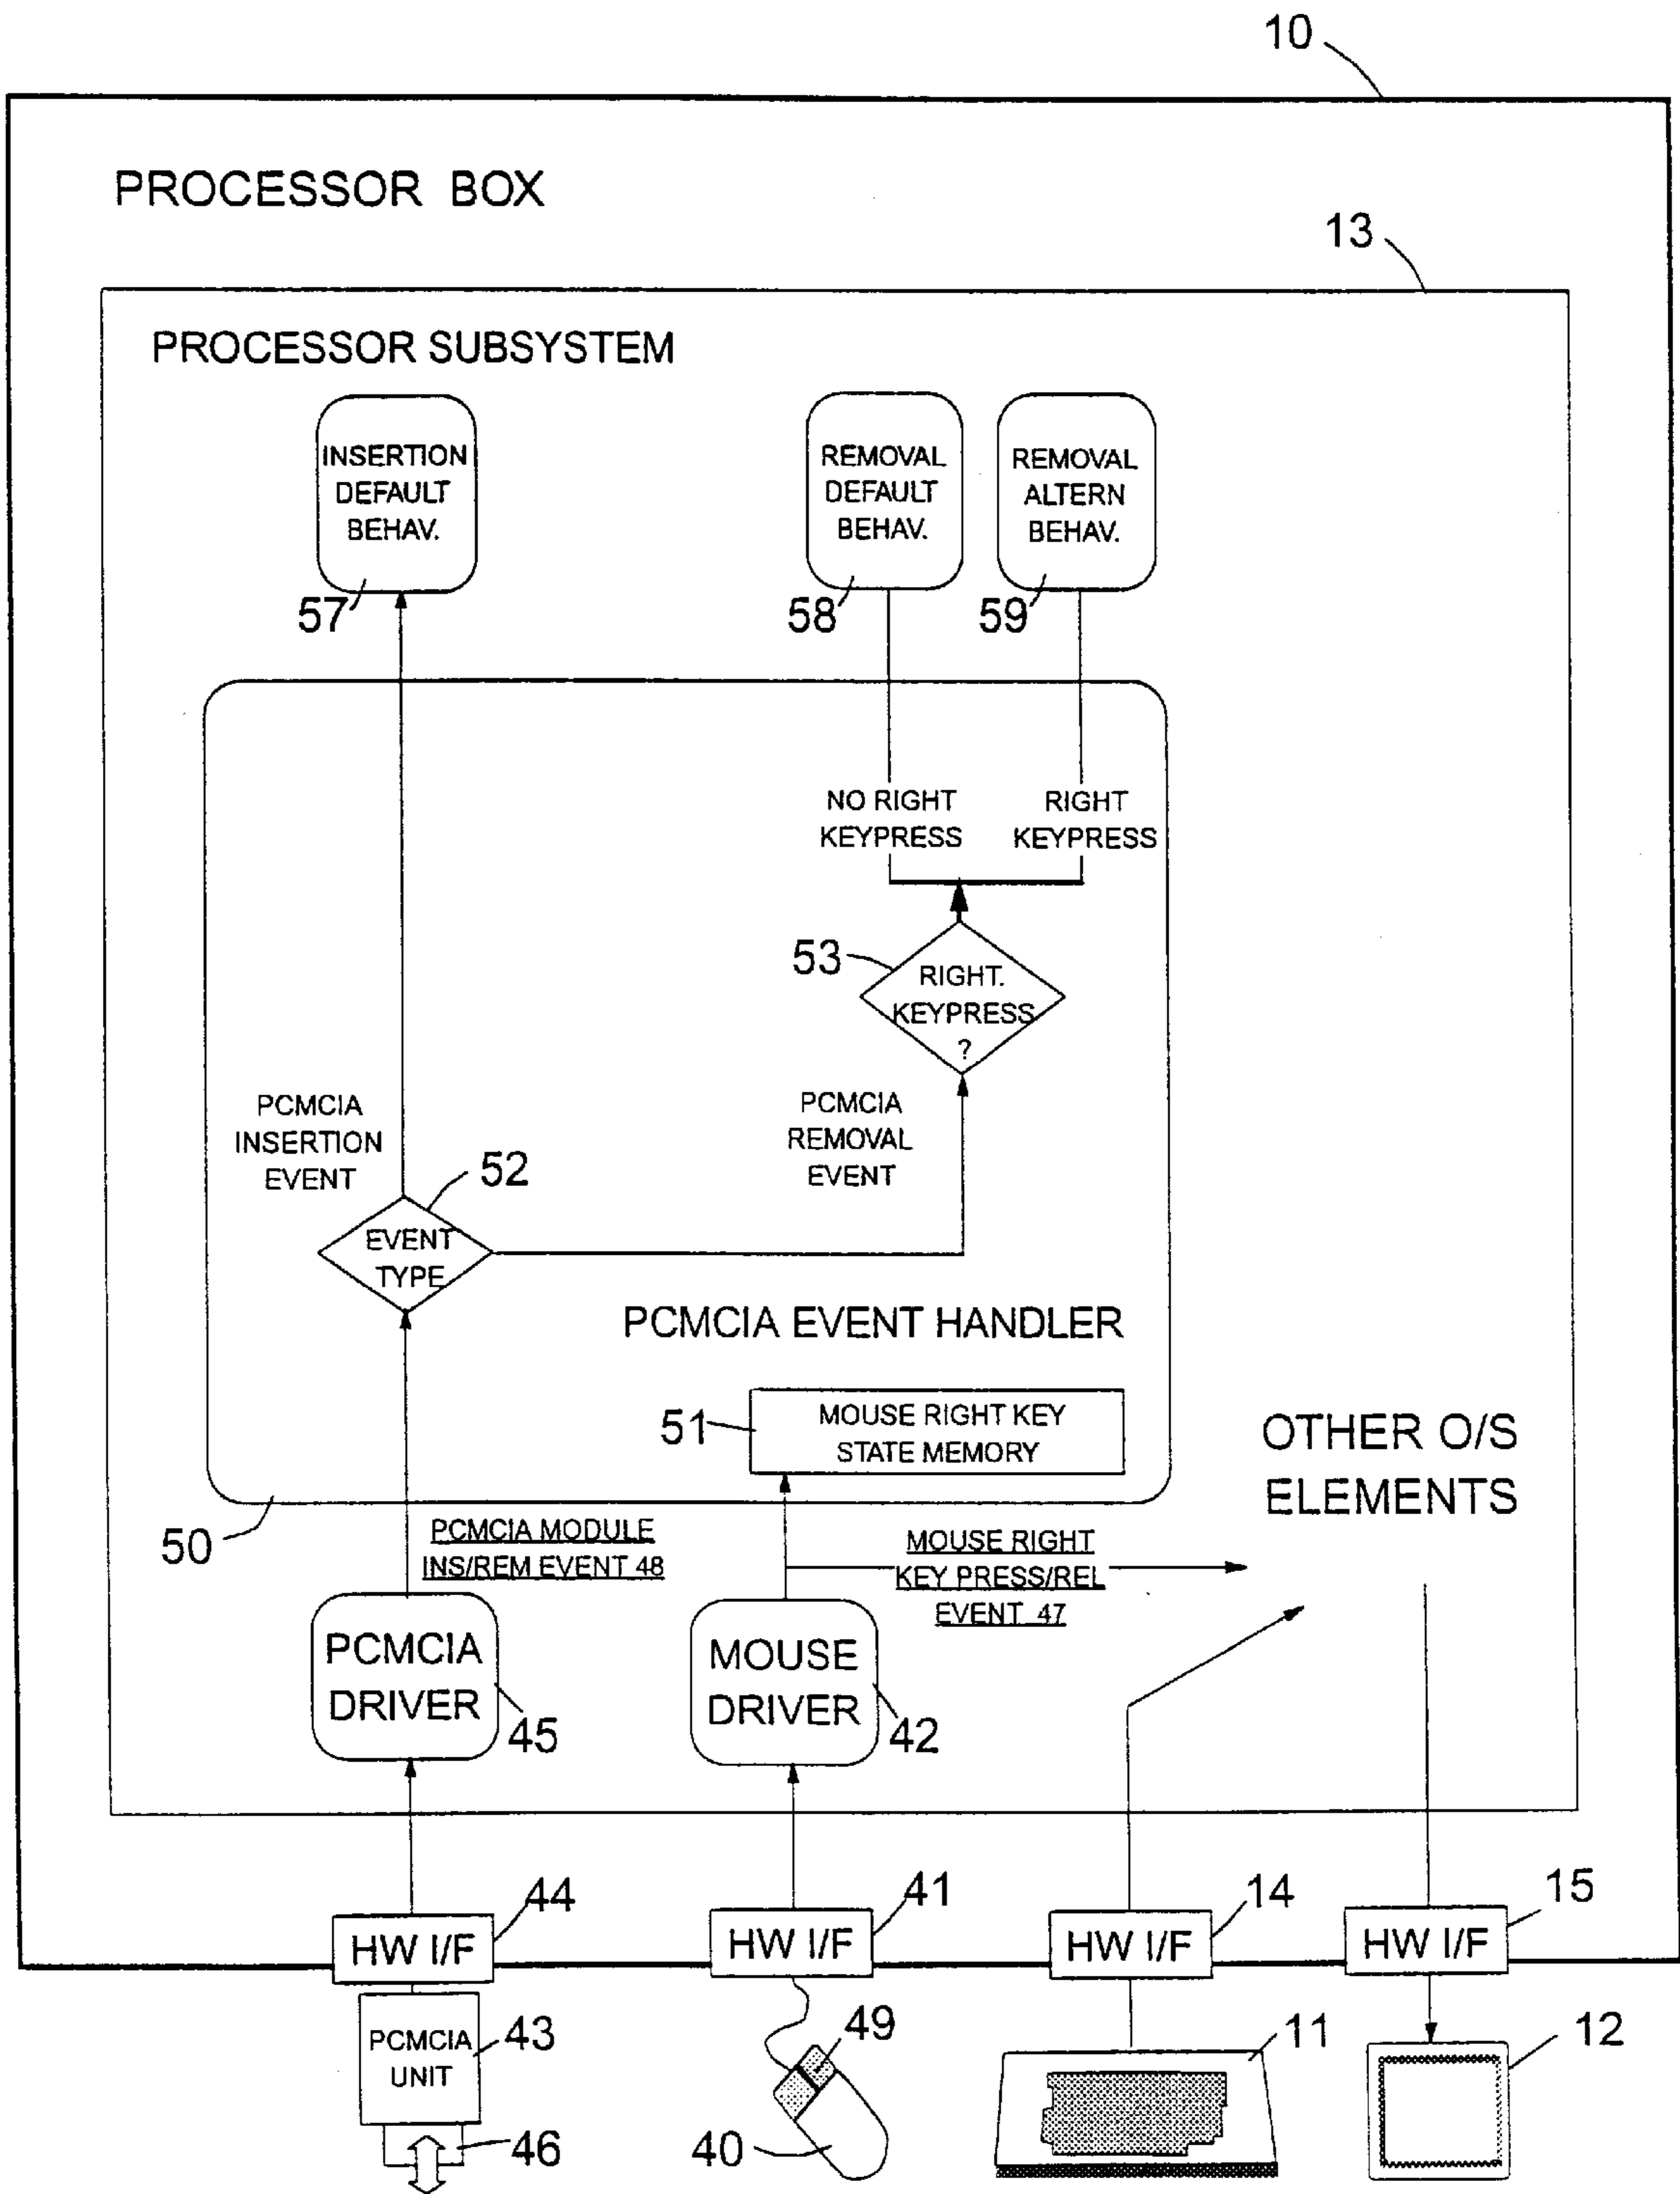 10
PROCESSOR BOX
13
PROCESSOR SUBSYSTEM
INSERTION
DEFAULT
BEHAV.
57
REMOVAL
DEFAULT
BEHAV.
58
REMOVAL
ALTERN
BEHAV.
59
NO RIGHT
KEYPRESS
RIGHT
KEYPRESS
53
RIGHT.
KEYPRESS
?
PCMCIA
INSERTION
EVENT
PCMCIA
REMOVAL
EVENT
52
EVENT
TYPE
PCMCIA EVENT HANDLER
51
MOUSE RIGHT KEY
STATE MEMORY
OTHER O/S
ELEMENTS
50
PCMCIA MODULE
INS/REM EVENT 48
MOUSE RIGHT
KEY PRESS/REL
EVENT 47
PCMCIA
DRIVER
45
MOUSE
DRIVER
42
44
HW I/F
41
HW I/F
14
HW I/F
15
HW I/F
PCMCIA
UNIT
43
46
49
40
11
12